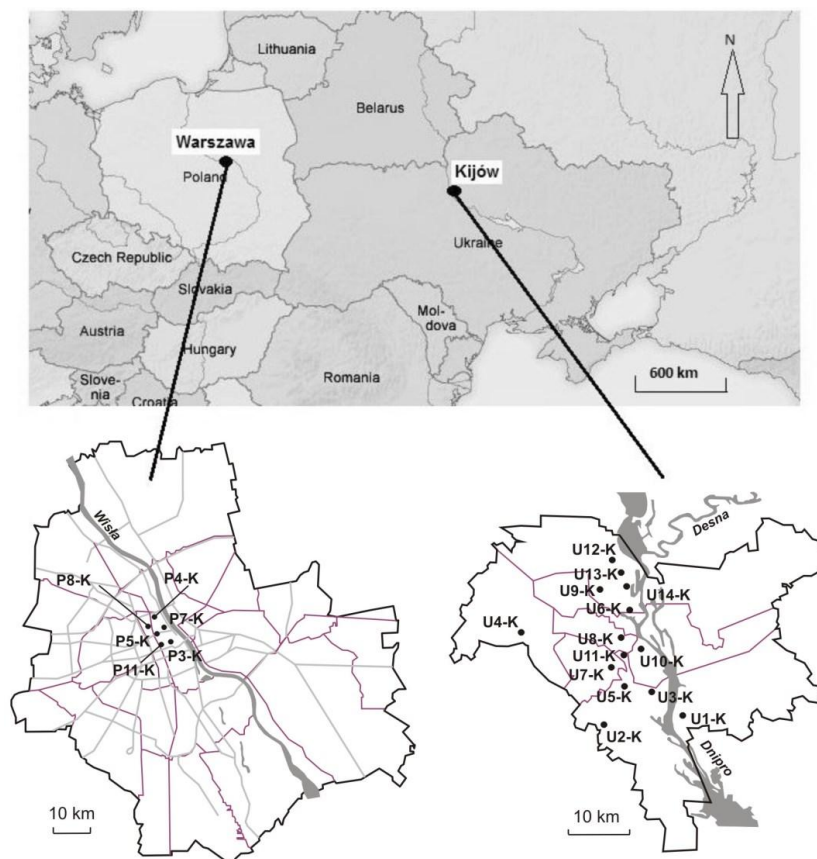 Lithuania
N
Belarus
Warszawa
Poland
Kijów
Ukraine
Czech Republic
Slovakia
Mol-
dova
Austria
Hungary
Slove-
nia
Romania
Croatia
600 km
Wisła
P8-K
P4-K
P7-K
P5-K
P3-K
P11-K
10 km
Desna
U12-K
U13-K
U9-K
U14-K
U6-K
U4-K
U8-K
U11-K
U10-K
U7-K
U5-K
U3-K
U1-K
U2-K
Dnipro
10 km